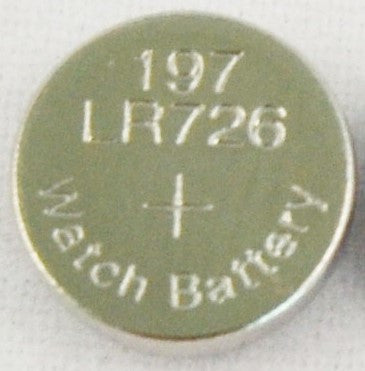 197
LR726
+
Watch Battery